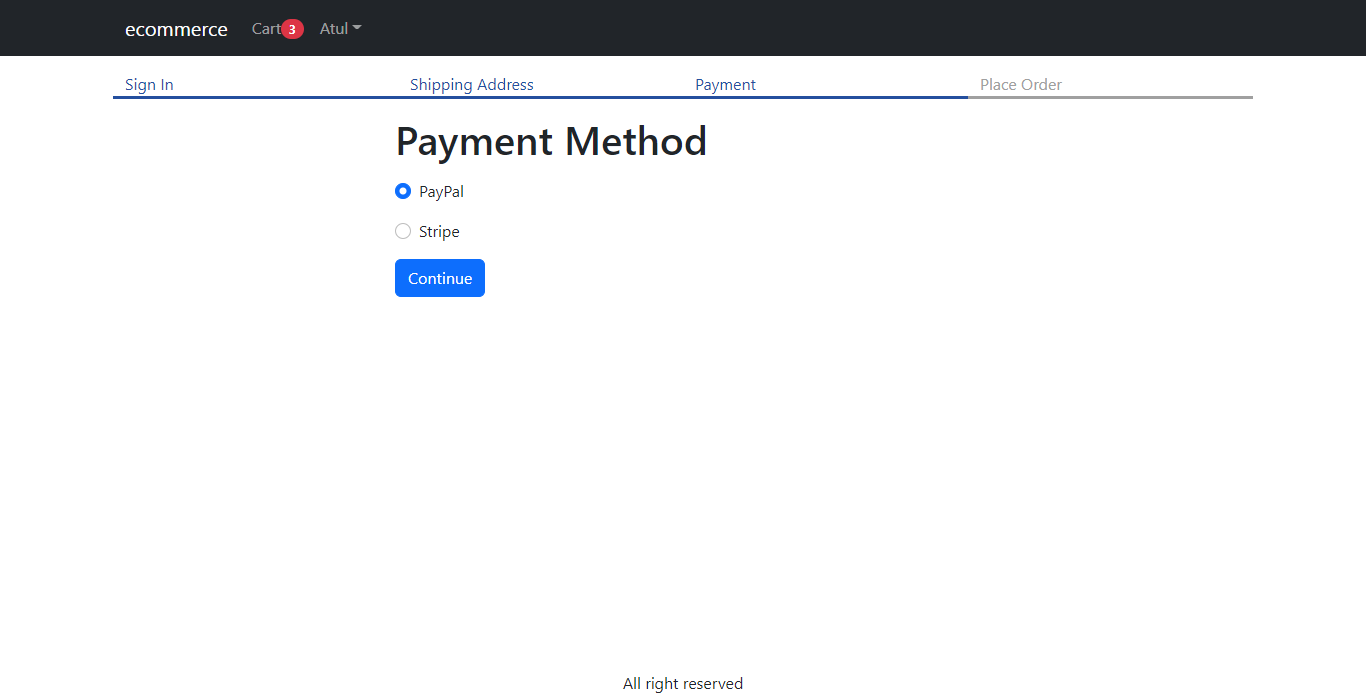 ecommerce Cart 3 Atul
Sign In Shipping Address Payment Place Order
Payment Method
PayPal
Stripe
Continue
All right reserved